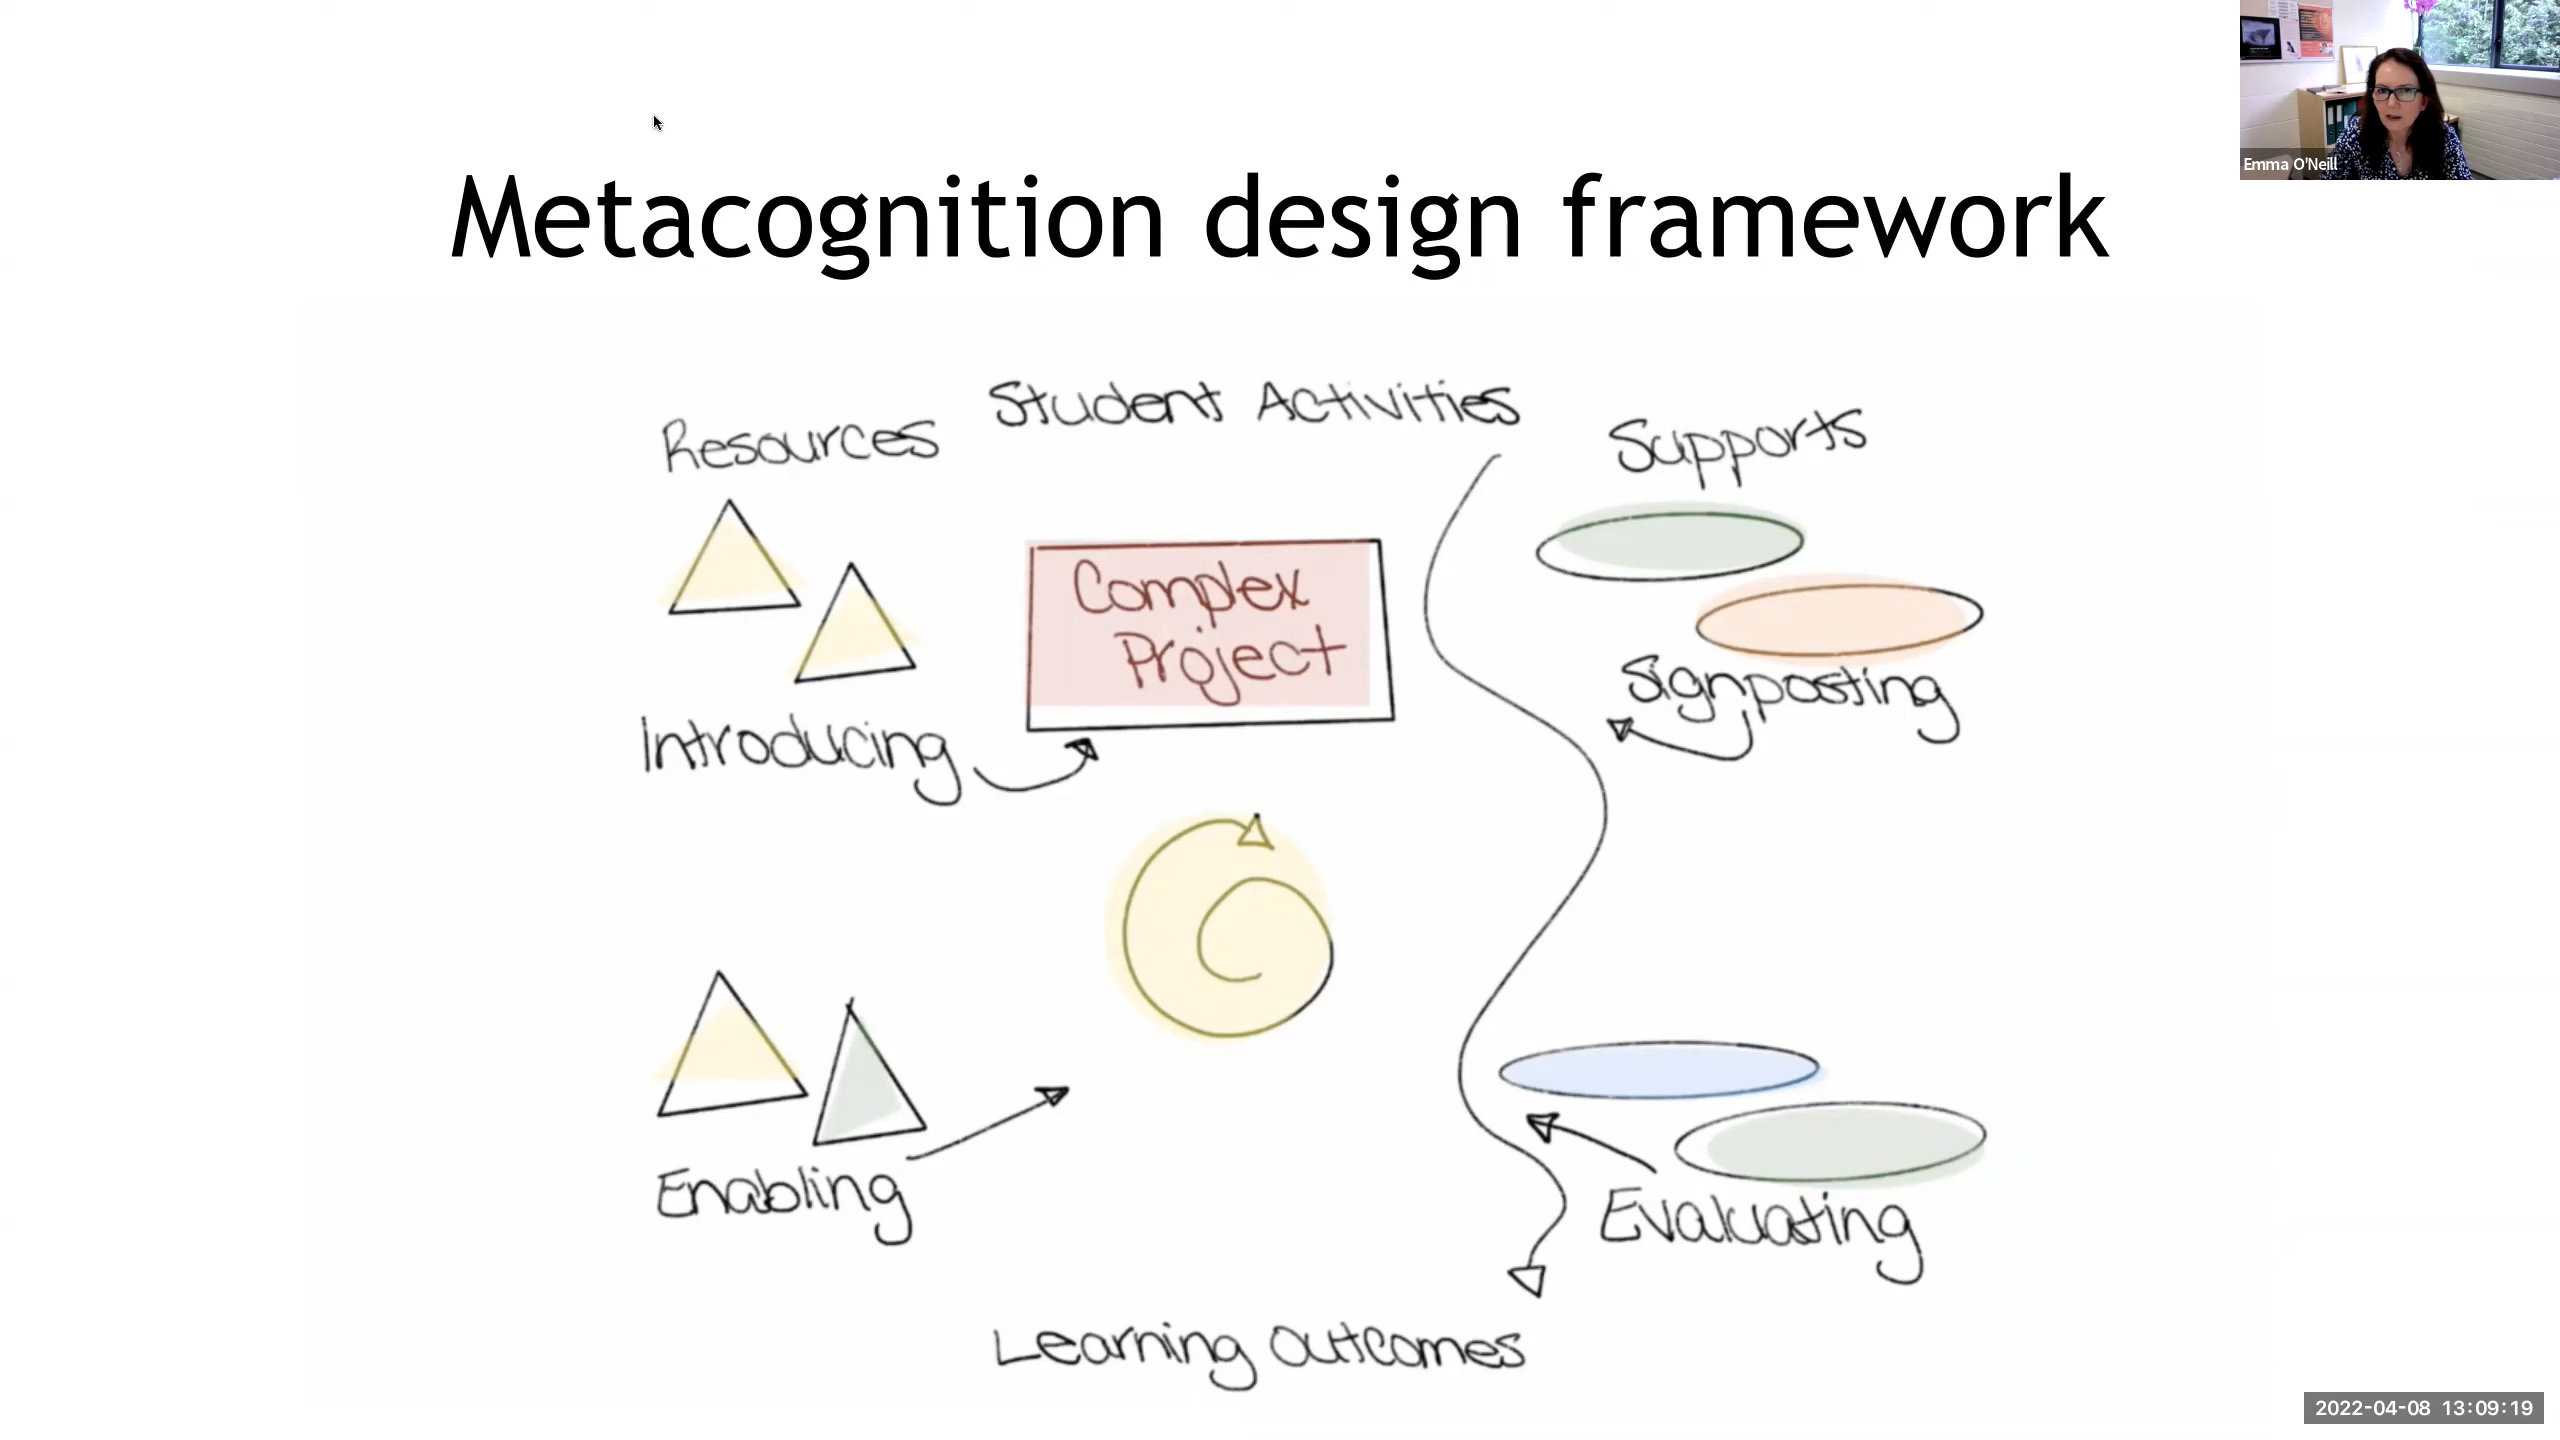 Emma O'Neill
Metacognition design framework
Student Activities
Resources
Supports
Complex
Project
Signposting
Introducing
Enabling
Evaluating
Learning outcomes
2022-04-08 13:09:19